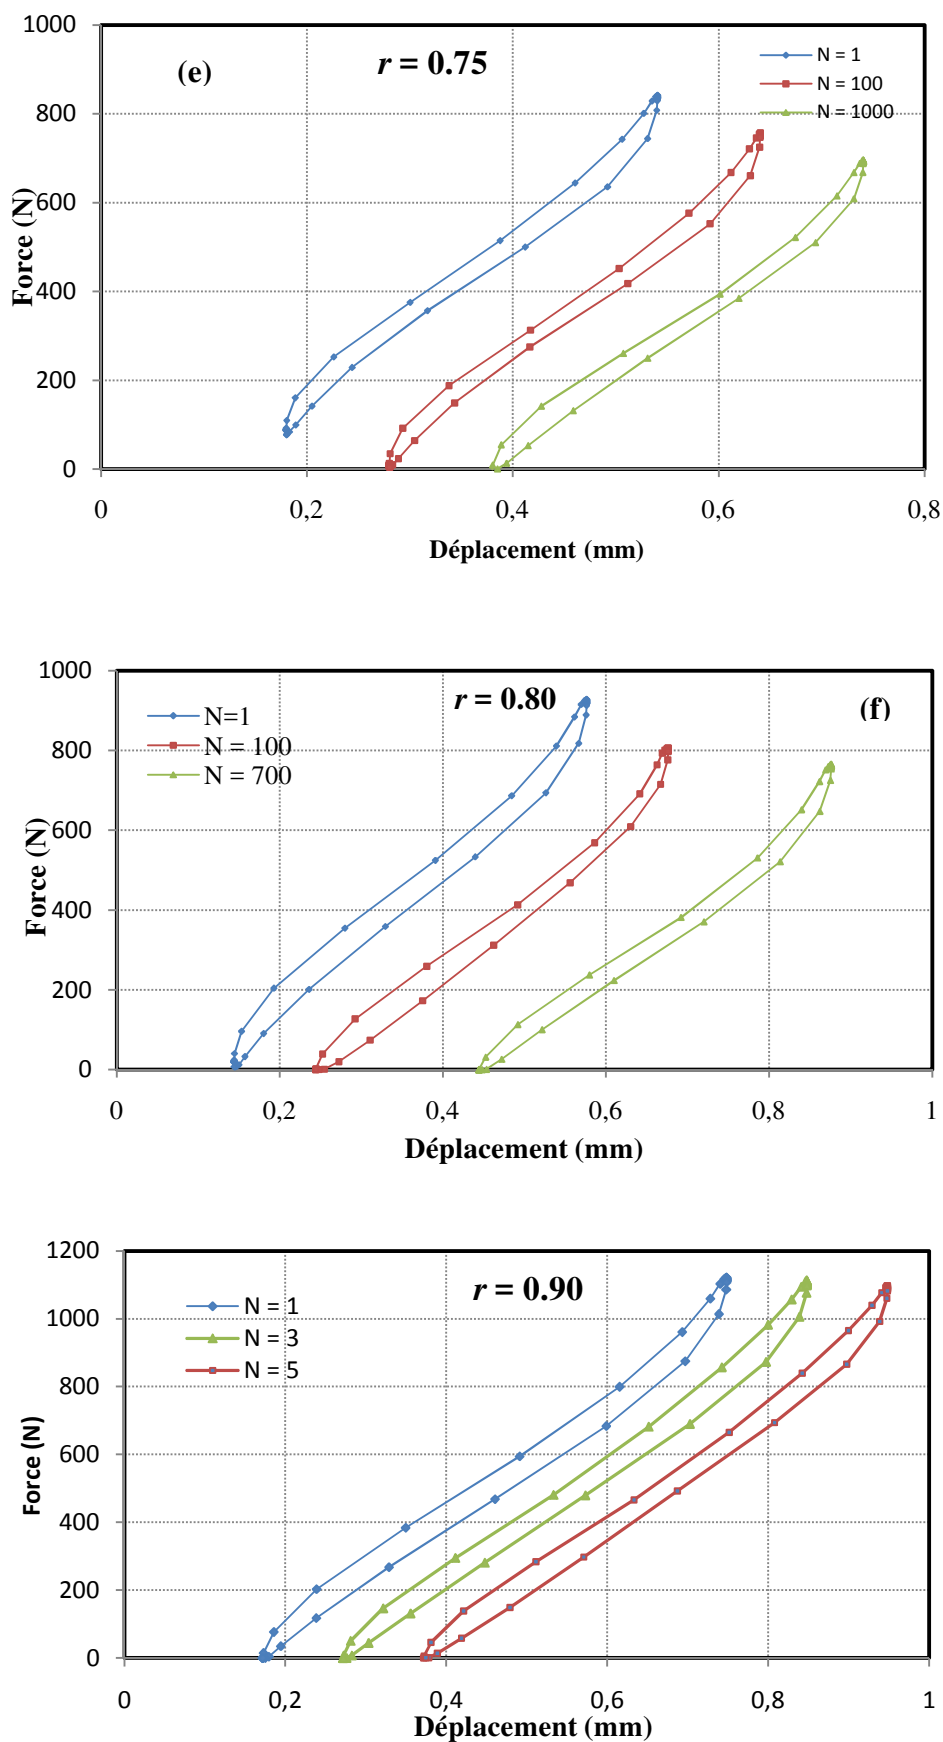 1000
(e)
r = 0.75
N = 1
N = 100
N = 1000
800
600
400
200
0
Force (N)
0
0,2
0,4
0,6
0,8
Déplacement (mm)
1000
r = 0.80
(f)
N=1
N = 100
N = 700
800
600
400
200
0
Force (N)
0
0,2
0,4
0,6
0,8
1
Déplacement (mm)
1200
r = 0.90
N = 1
N = 3
N = 5
1000
800
600
400
200
0
Force (N)
0
0,2
0,4
0,6
0,8
1
Déplacement (mm)